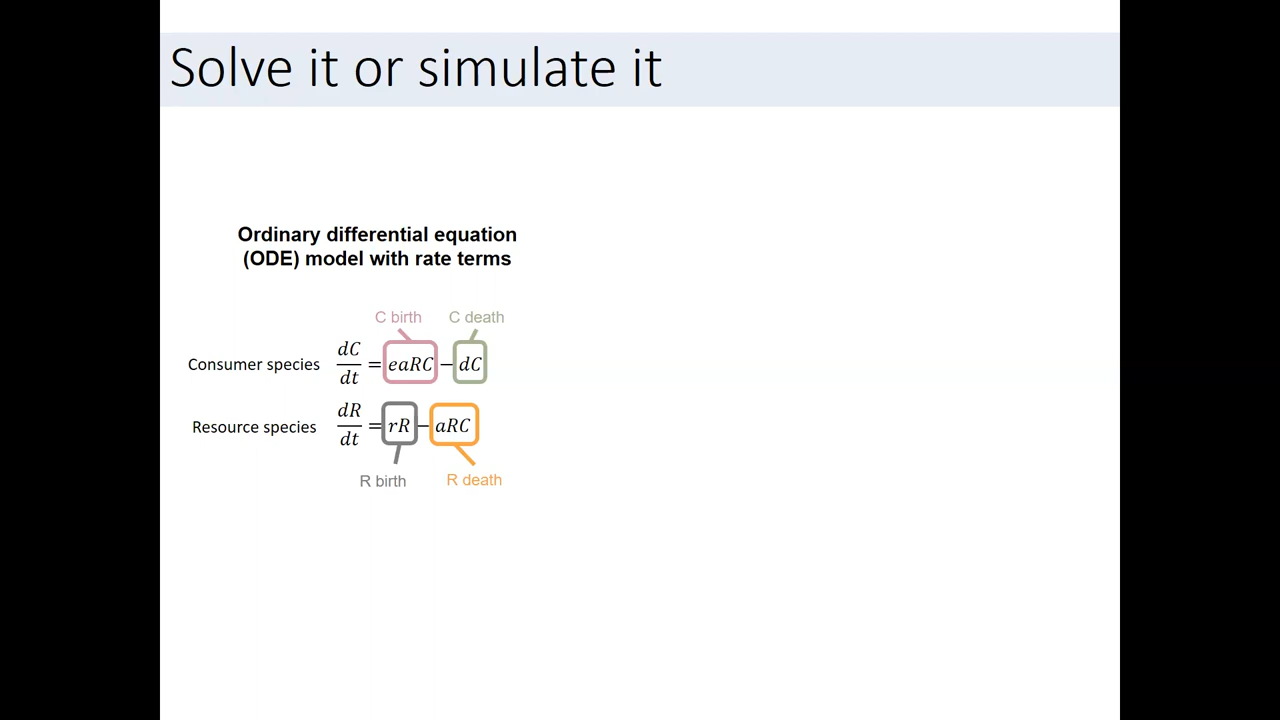 Solve it or simulate it
Ordinary differential equation
(ODE) model with rate terms
C birth C death
Consumer species dC/dt = eaRC − dC
Resource species dR/dt = rR − aRC
R birth R death